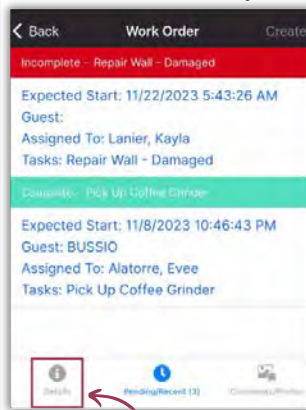 Back Work Order Create
Incomplete - Repair Wall - Damaged
Expected Start: 11/22/2023 5:43:26 AM
Guest:
Assigned To: Lanier, Kayla
Tasks: Repair Wall - Damaged
Complete - Pick Up Coffee Grinder
Expected Start: 11/8/2023 10:46:43 PM
Guest: BUSSIO
Assigned To: Alatorre, Evee
Tasks: Pick Up Coffee Grinder
Details Pending/Recent (3)